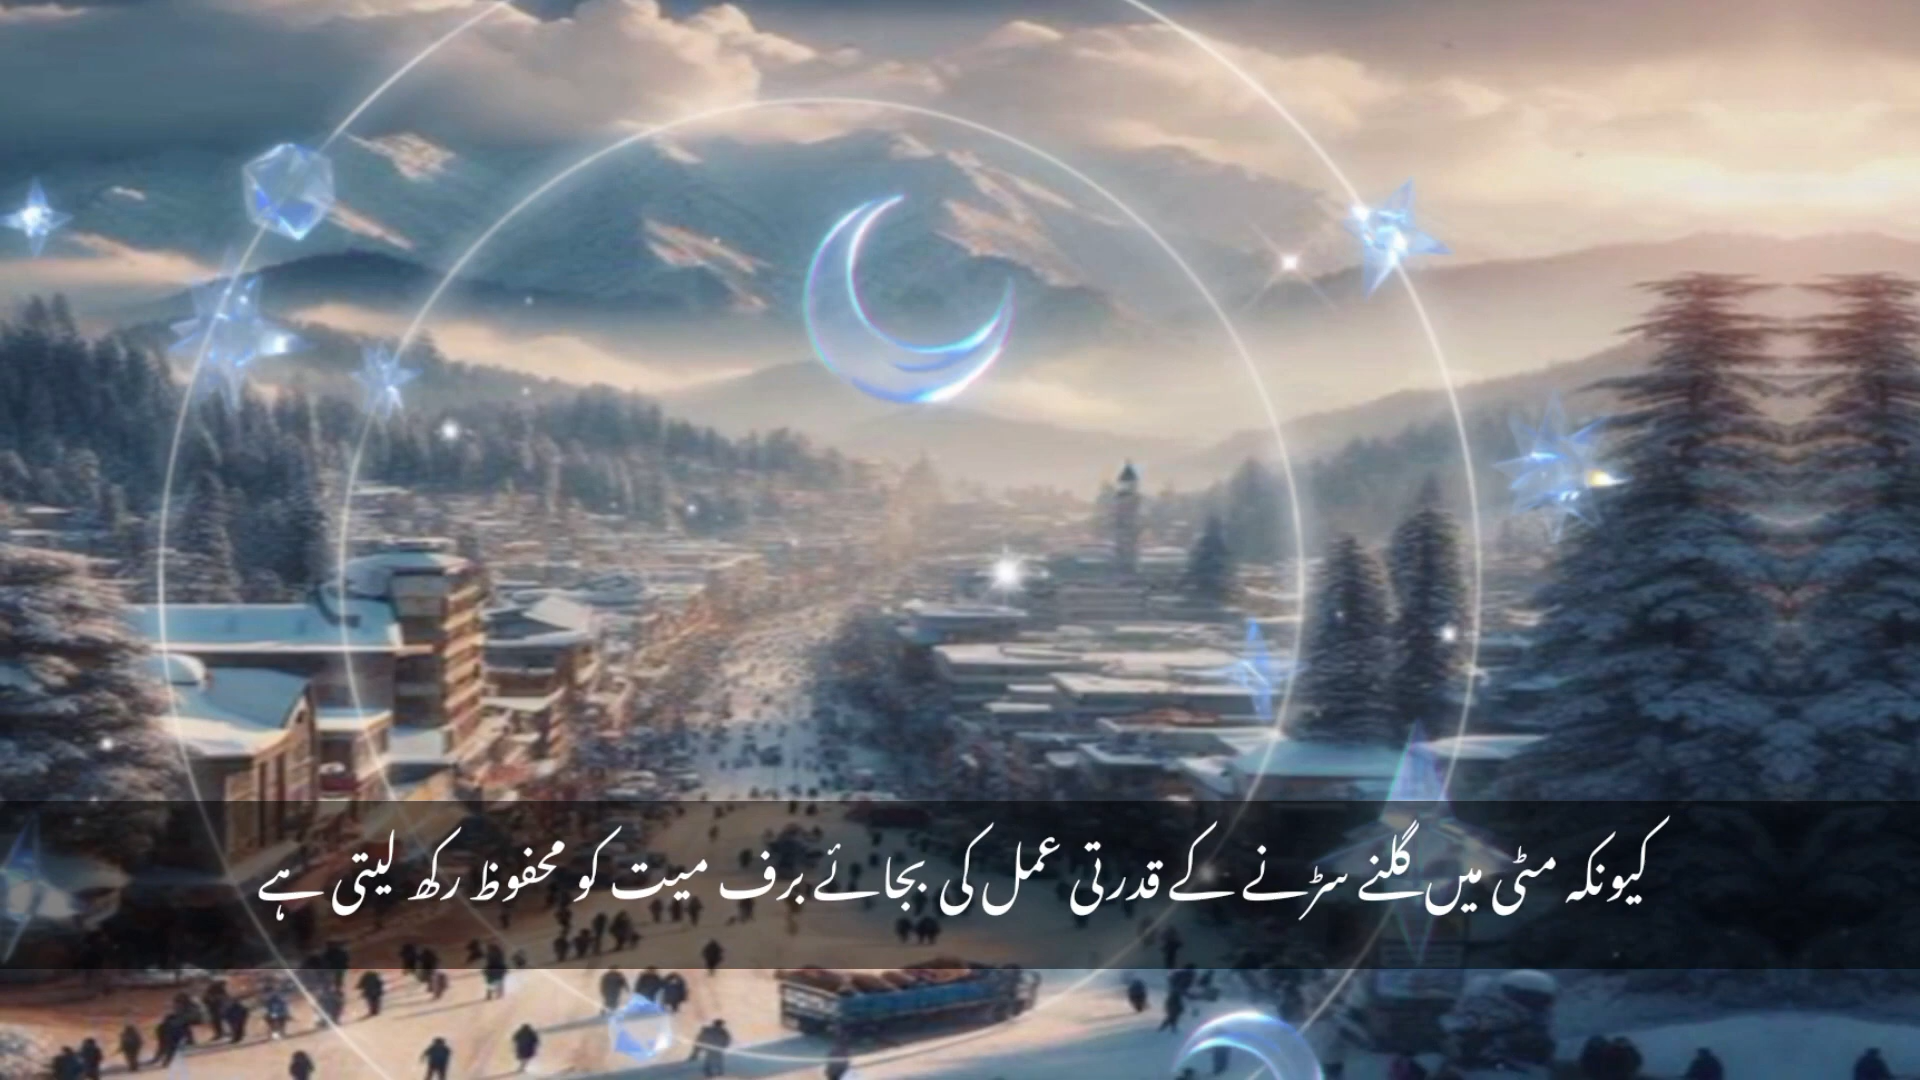 کیونکہ مٹی میں گلنے سڑنے کے قدرتی عمل کی بجائے برف میت کو محفوظ رکھ لیتی ہے